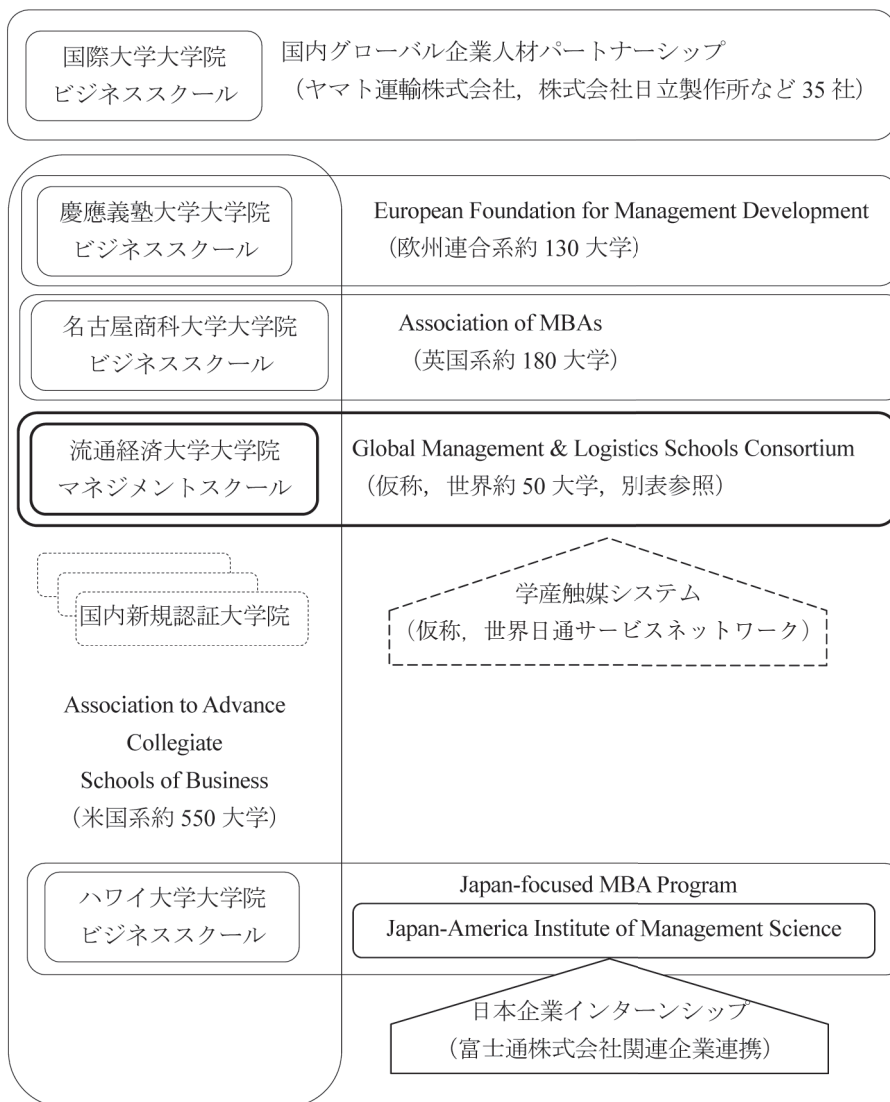 国際大学大学院
ビジネススクール
国内グローバル企業人材パートナーシップ
（ヤマト運輸株式会社，株式会社日立製作所など 35 社）
慶應義塾大学大学院
ビジネススクール
European Foundation for Management Development
（欧州連合系約 130 大学）
名古屋商科大学大学院
ビジネススクール
Association of MBAs
（英国系約 180 大学）
流通経済大学大学院
マネジメントスクール
Global Management & Logistics Schools Consortium
（仮称，世界約 50 大学，別表参照）
学産触媒システム
（仮称，世界日通サービスネットワーク）
国内新規認証大学院
Association to Advance
Collegiate
Schools of Business
（米国系約 550 大学）
ハワイ大学大学院
ビジネススクール
Japan-focused MBA Program
Japan-America Institute of Management Science
日本企業インターンシップ
（富士通株式会社関連企業連携）